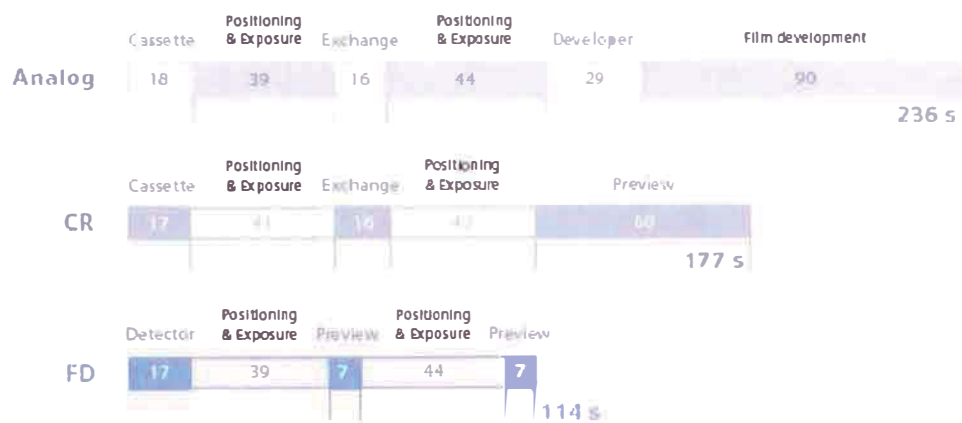 Positioning Positioning
Cassette & Exposure Exchange & Exposure Developer Film development
Analog 18 39 16 44 29 90
236 s
Positioning Positioning
Cassette & Exposure Exchange & Exposure Preview
CR 17 41 16 60
177 s
Positioning Positioning
Detector & Exposure Preview & Exposure Preview
FD 17 39 7 44 7
114 s